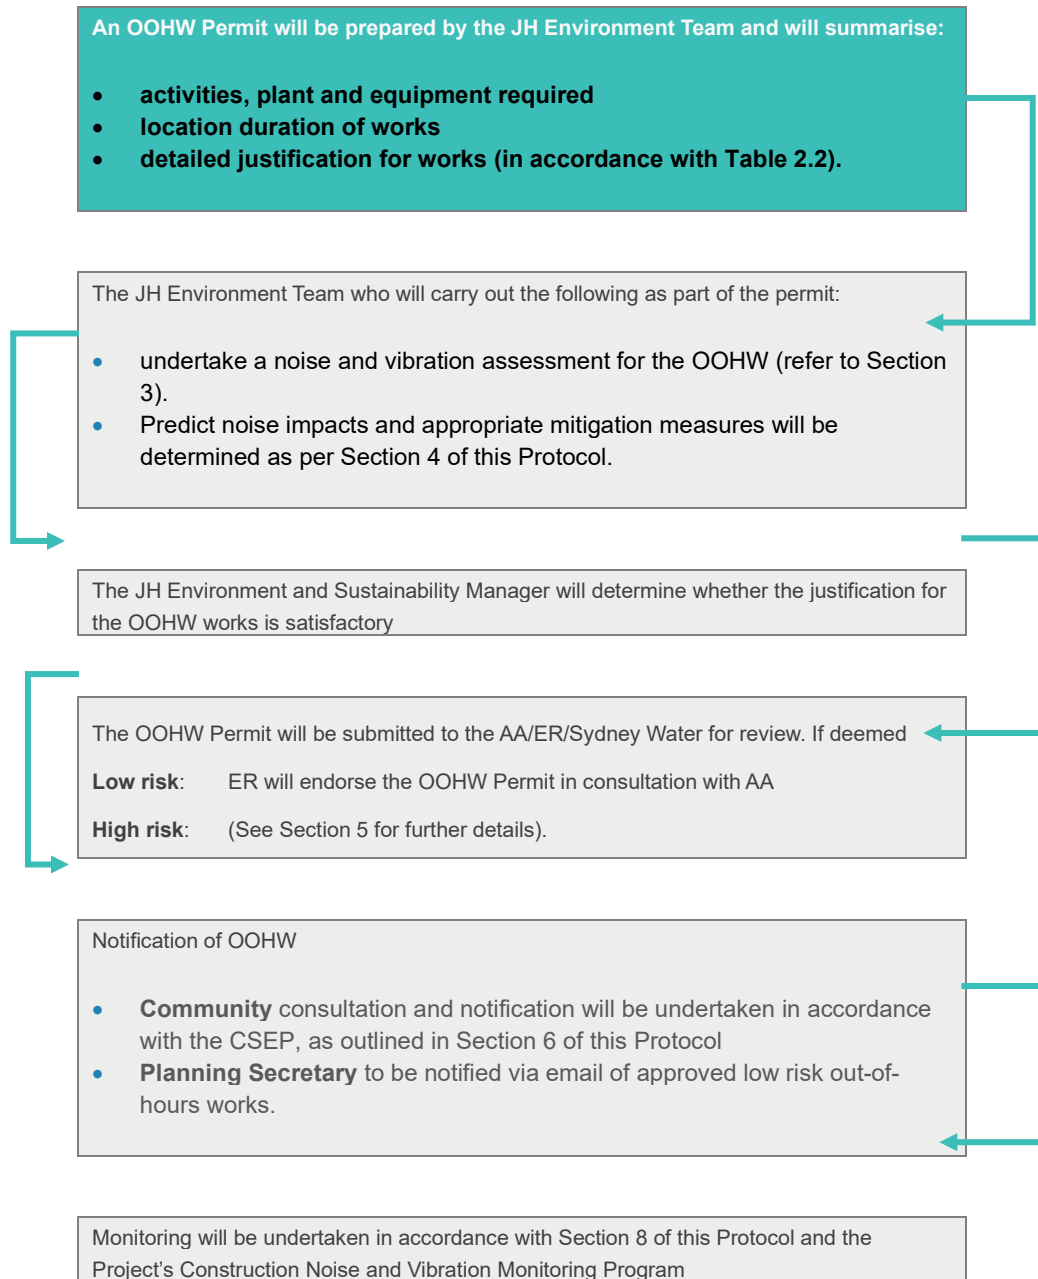 An OOHW Permit will be prepared by the JH Environment Team and will summarise:
• activities, plant and equipment required
• location duration of works
• detailed justification for works (in accordance with Table 2.2).
The JH Environment Team who will carry out the following as part of the permit:
• undertake a noise and vibration assessment for the OOHW (refer to Section
3).
• Predict noise impacts and appropriate mitigation measures will be
determined as per Section 4 of this Protocol.
The JH Environment and Sustainability Manager will determine whether the justification for
the OOHW works is satisfactory
The OOHW Permit will be submitted to the AA/ER/Sydney Water for review. If deemed
Low risk: ER will endorse the OOHW Permit in consultation with AA
High risk: (See Section 5 for further details).
Notification of OOHW
• Community consultation and notification will be undertaken in accordance
with the CSEP, as outlined in Section 6 of this Protocol
• Planning Secretary to be notified via email of approved low risk out-of-
hours works.
Monitoring will be undertaken in accordance with Section 8 of this Protocol and the
Project's Construction Noise and Vibration Monitoring Program